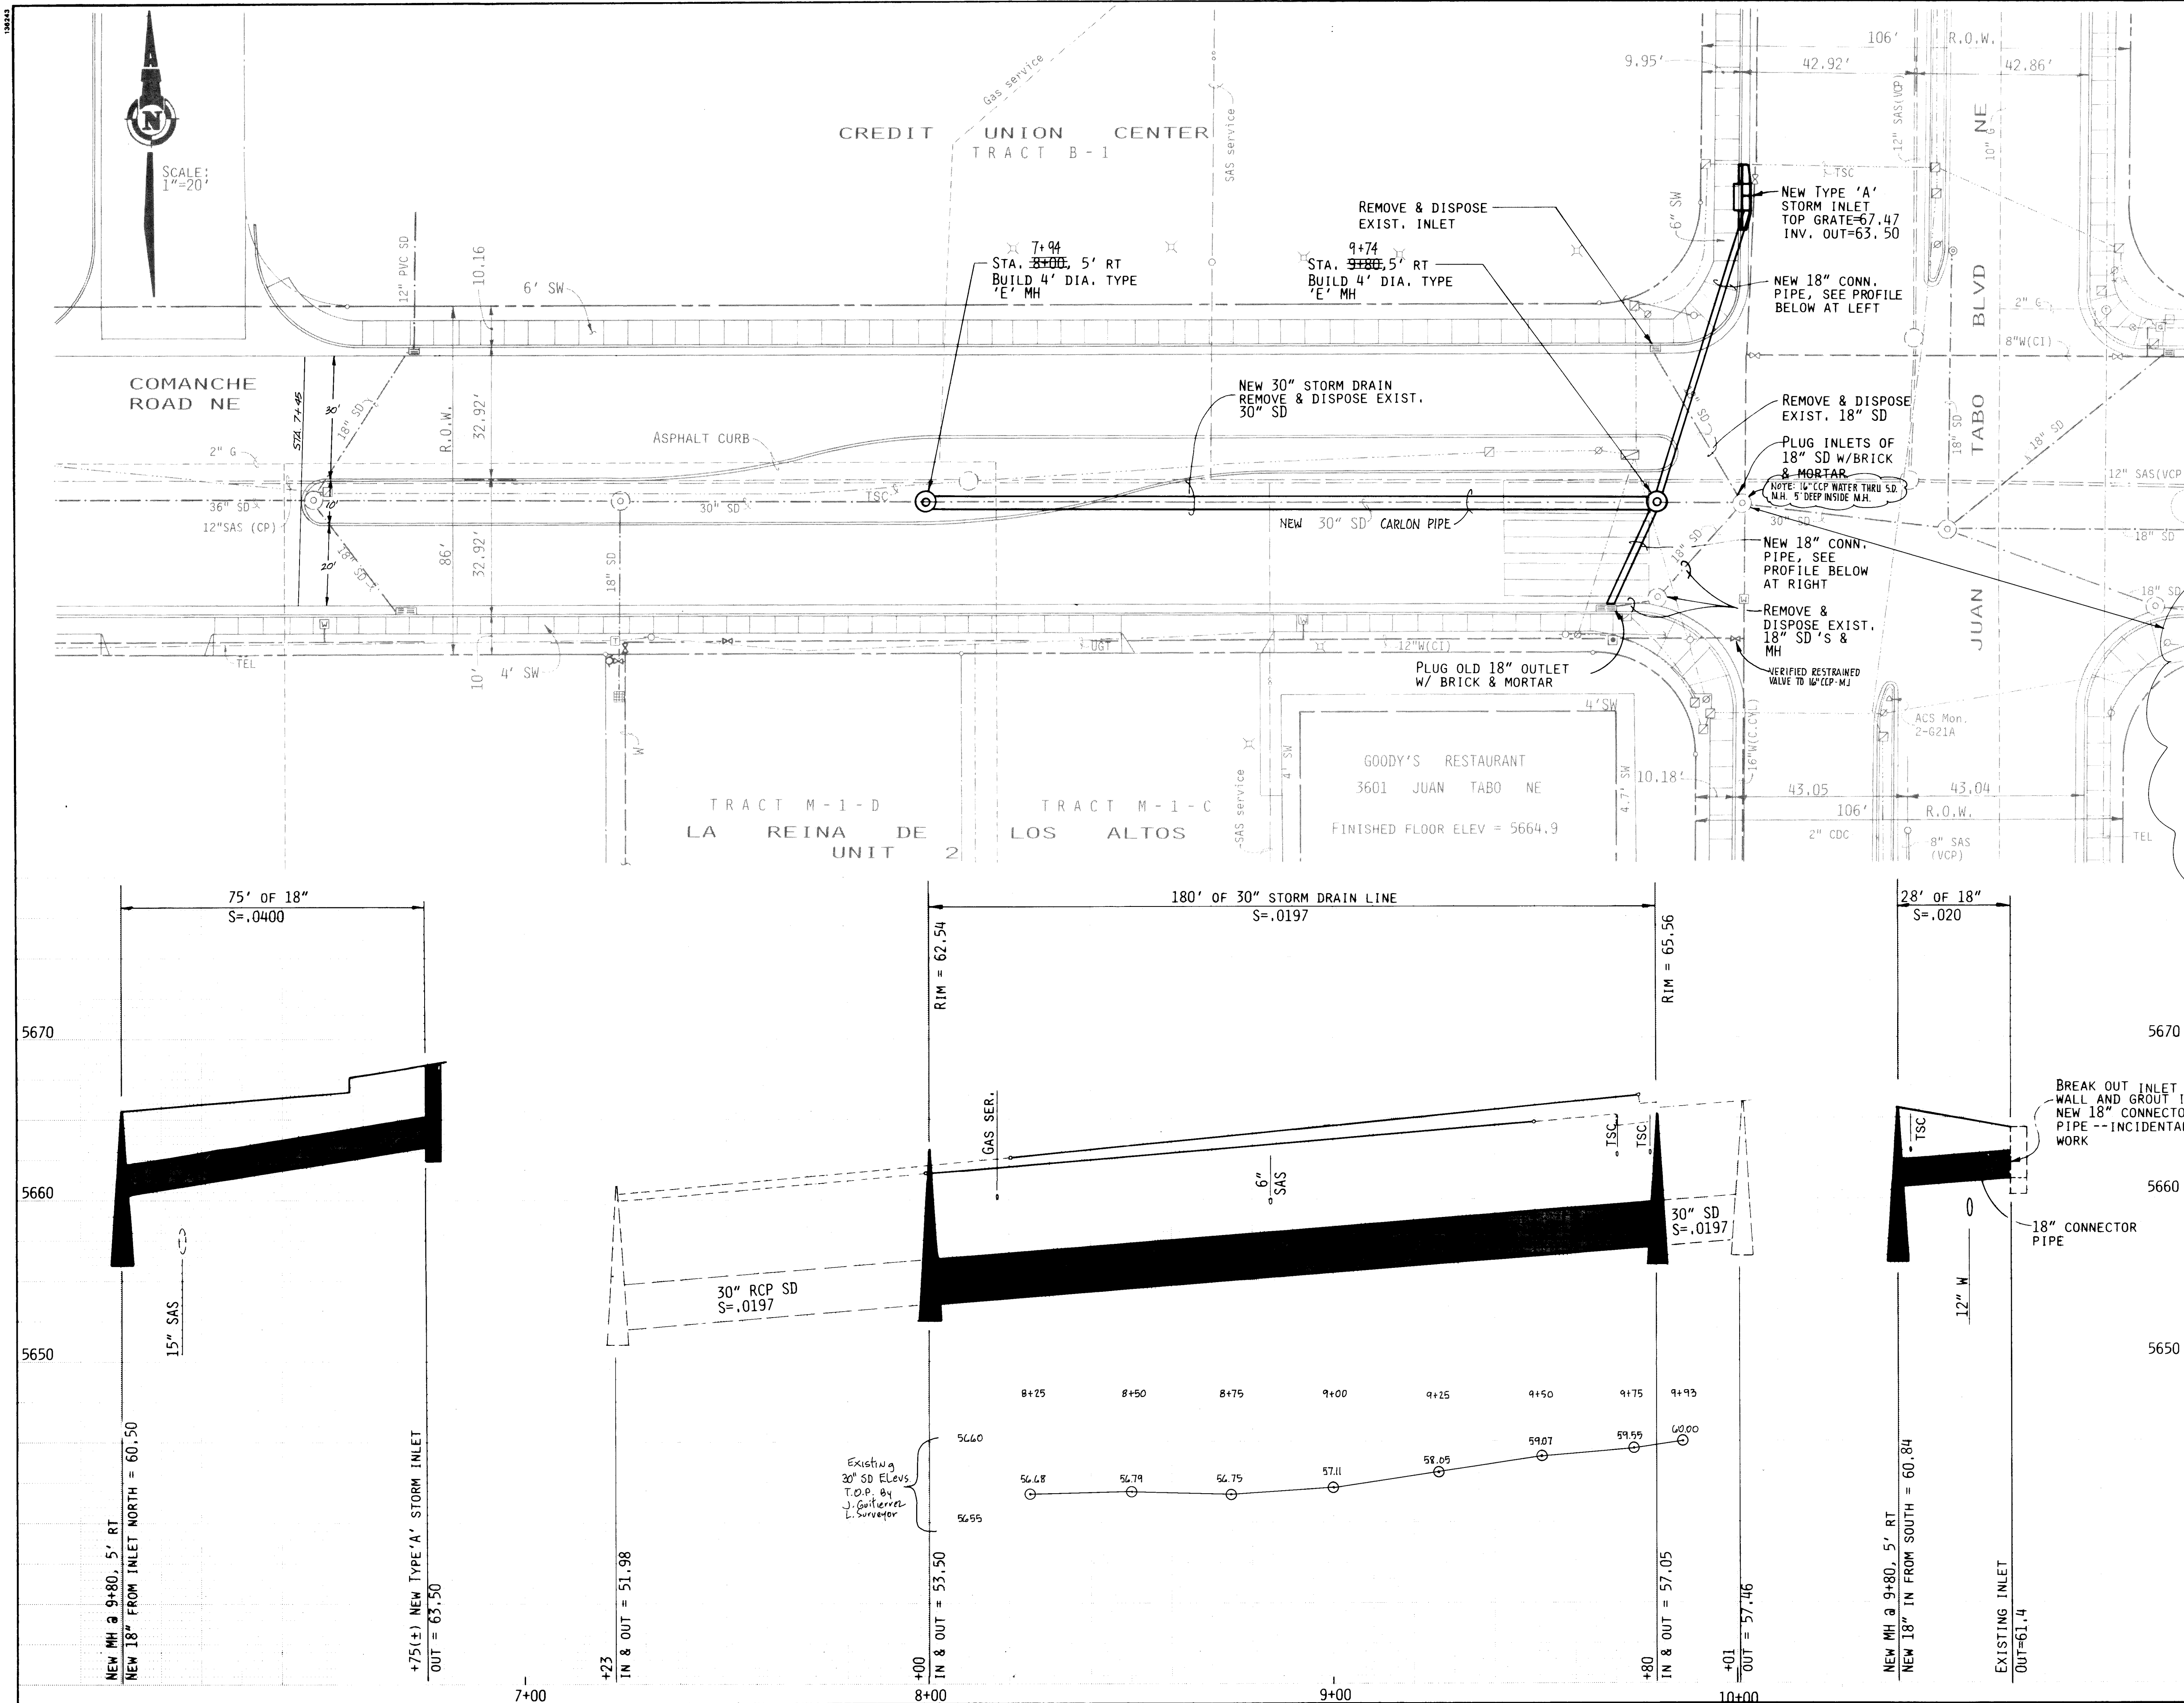 138243
N
SCALE:
1"=20'
CREDIT UNION CENTER
TRACT B-1
Gas service
SAS service
9.95'
106' R.O.W.
42.92'
42.86'
12" SAS(VCP)
10" G
JUAN TABO BLVD NE
TSC
NEW TYPE 'A'
STORM INLET
TOP GRATE=67.47
INV. OUT=63.50
6" SW
REMOVE & DISPOSE
EXIST. INLET
7+94
STA. 8+00, 5' RT
BUILD 4' DIA. TYPE
'E' MH
9+74
STA. 9+80, 5' RT
BUILD 4' DIA. TYPE
'E' MH
NEW 18" CONN.
PIPE, SEE PROFILE
BELOW AT LEFT
12" PVC SD
10.16
6' SW
2" G
8"W(CI)
COMANCHE
ROAD NE
STA. 7+45
30'
18" SD
R.O.W.
32.92'
NEW 30" STORM DRAIN
REMOVE & DISPOSE EXIST.
30" SD
ASPHALT CURB
REMOVE & DISPOSE
EXIST. 18" SD
18" SD
18" SD
PLUG INLETS OF
18" SD W/BRICK
& MORTAR
NOTE: 16" CCP WATER THRU S.D.
M.H. 5' DEEP INSIDE M.H.
12" SAS(VCP
2" G
36" SD
12"SAS (CP)
10'
30" SD
TSC
NEW 30" SD CARLON PIPE
30" SD
18" SD
18" SD
20'
86'
32.92'
18" SD
18" SD
NEW 18" CONN.
PIPE, SEE
PROFILE BELOW
AT RIGHT
18" SD
REMOVE &
DISPOSE EXIST.
18" SD 'S &
MH
VERIFIED RESTRAINED
VALVE TO 16" CCP-MJ
TEL
10'
4' SW
W
T
UGT
W
12"W(CI)
W
PLUG OLD 18" OUTLET
W/ BRICK & MORTAR
4'SW
4' SW
4.7' SW
GOODY'S RESTAURANT
3601 JUAN TABO NE
FINISHED FLOOR ELEV = 5664.9
10.18'
16"W(C.CYL)
ACS Mon.
2-G21A
43.05
43.04
106' R.O.W.
2" CDC
8" SAS
(VCP)
TEL
W
TRACT M-1-D
TRACT M-1-C
LA REINA DE LOS ALTOS
UNIT 2
SAS service
75' OF 18"
S=.0400
180' OF 30" STORM DRAIN LINE
S=.0197
28' OF 18"
S=.020
RIM = 62.54
RIM = 65.56
5670
5670
GAS SER.
TSC
TSC
TSC
BREAK OUT INLET
WALL AND GROUT I
NEW 18" CONNECTO
PIPE --INCIDENTA
WORK
5660
5660
6"
SAS
30" SD
S=.0197
18" CONNECTOR
PIPE
12" W
15" SAS
30" RCP SD
S=.0197
5650
5650
8+25 8+50 8+75 9+00 9+25 9+50 9+75 9+93
5660
Existing
30" SD Elevs.
T.O.P. By
J. Guitierrez
L. Surveyor
56.68 56.79 56.75 57.11 58.05 59.07 59.55 60.00
5655
NEW MH @ 9+80, 5' RT
NEW 18" FROM INLET NORTH = 60.50
+75(±) NEW TYPE'A' STORM INLET
OUT = 63.50
+23
IN & OUT = 51.98
+00
IN & OUT = 53.50
+80
IN & OUT = 57.05
+01
OUT = 57.46
NEW MH @ 9+80, 5' RT
NEW 18" IN FROM SOUTH = 60.84
EXISTING INLET
OUT=61.4
7+00 8+00 9+00 10+00